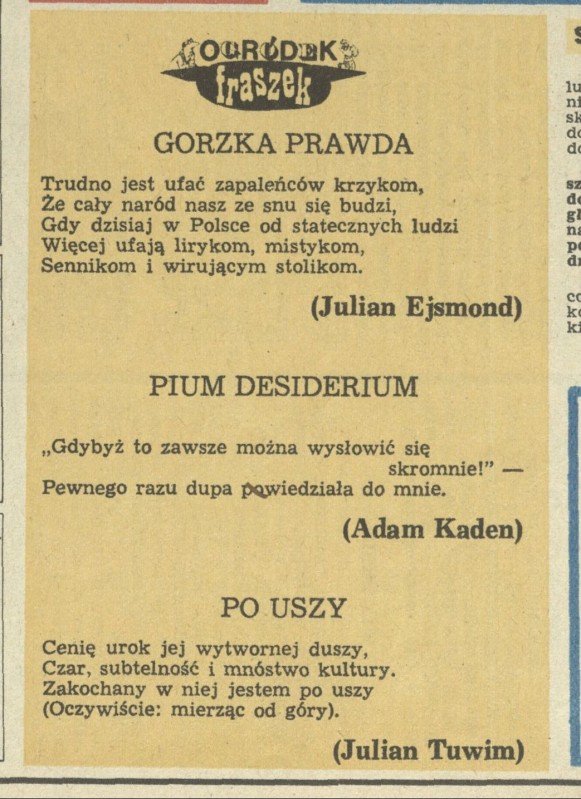 OGRÓDEK
fraszek
GORZKA PRAWDA
Trudno jest ufać zapaleńców krzykom,
Że cały naród nasz ze snu się budzi,
Gdy dzisiaj w Polsce od statecznych ludzi
Więcej ufają lirykom, mistykom,
Sennikom i wirującym stolikom.
(Julian Ejsmond)
PIUM DESIDERIUM
„Gdybyż to zawsze można wysłowić się
skromnie!” —
Pewnego razu dupa powiedziała do mnie.
(Adam Kaden)
PO USZY
Cenię urok jej wytwornej duszy,
Czar, subtelność i mnóstwo kultury.
Zakochany w niej jestem po uszy
(Oczywiście: mierząc od góry).
(Julian Tuwim)